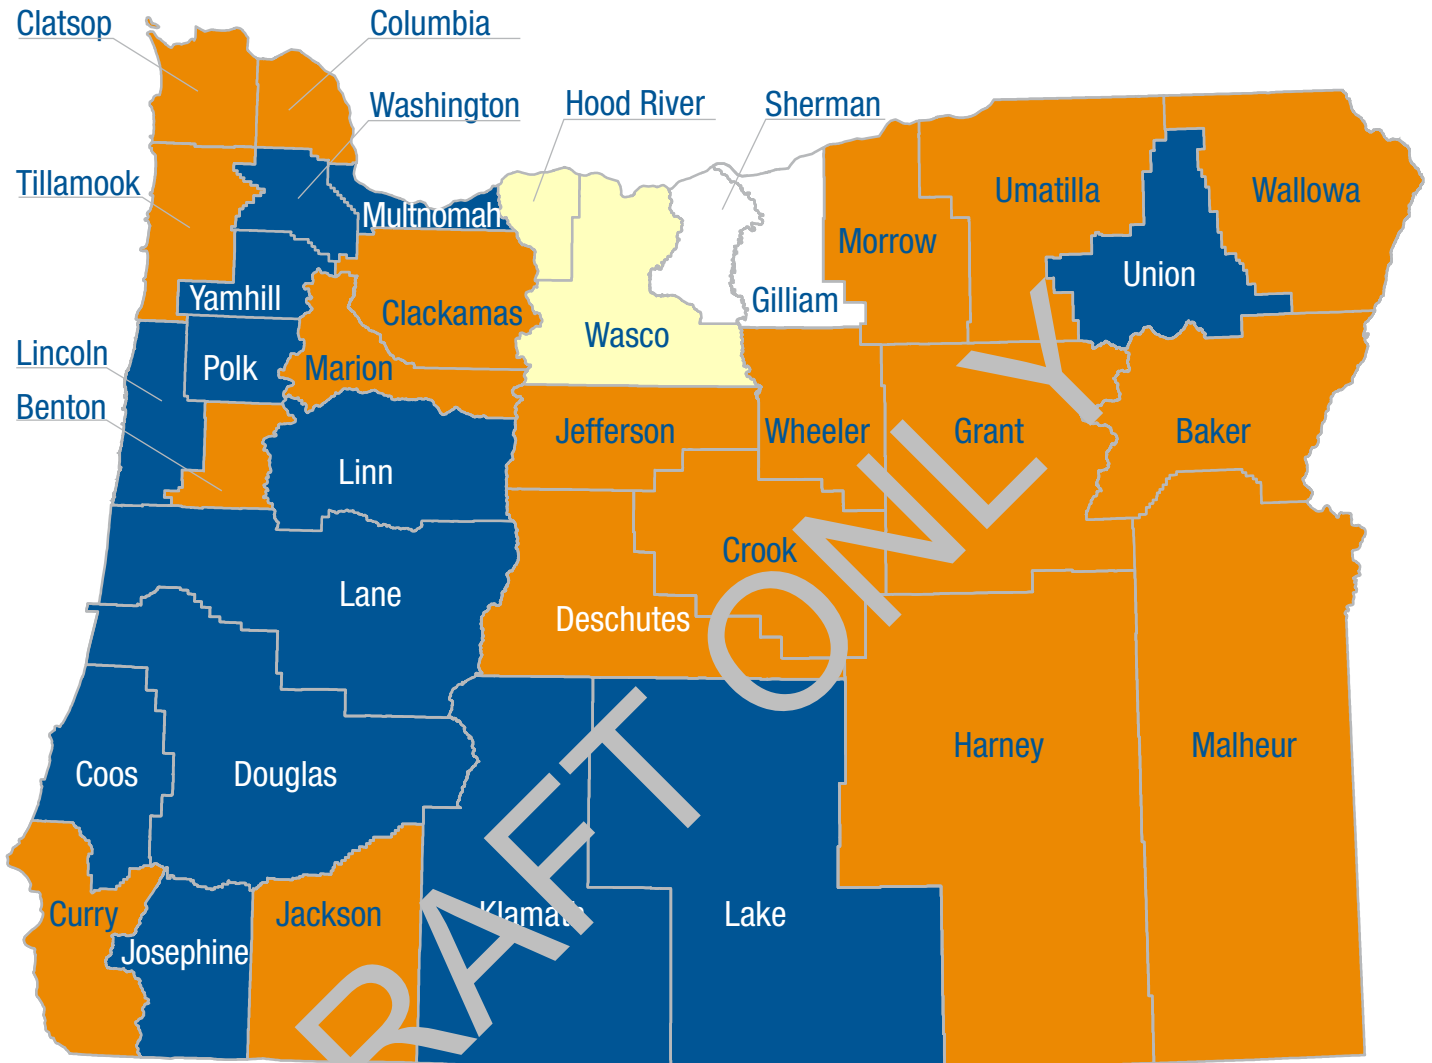 Clatsop
Columbia
Washington
Hood River
Sherman
Tillamook
Multnomah
Umatilla
Wallowa
Morrow
Union
Yamhill
Clackamas
Gilliam
Wasco
Lincoln
Polk
Marion
Benton
Jefferson
Wheeler
Grant
Baker
Linn
Crook
Lane
Deschutes
Harney
Malheur
Coos
Douglas
Curry
Jackson
Klamath
Lake
Josephine
RAFT ONLY